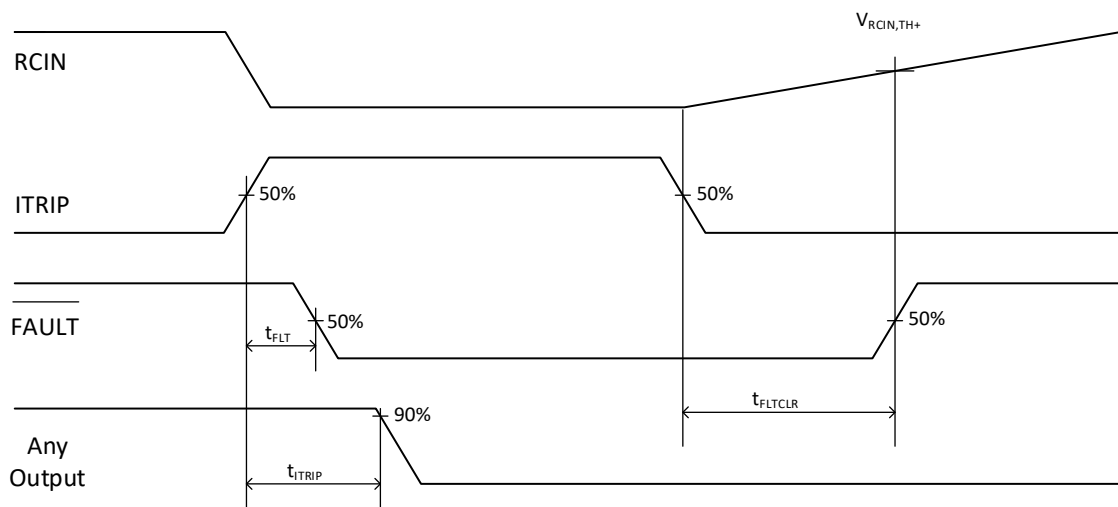 V_RCIN,TH+
RCIN
50%
50%
ITRIP
FAULT
t_FLT
50%
50%
t_FLTCLR
90%
Any
Output
t_ITRIP